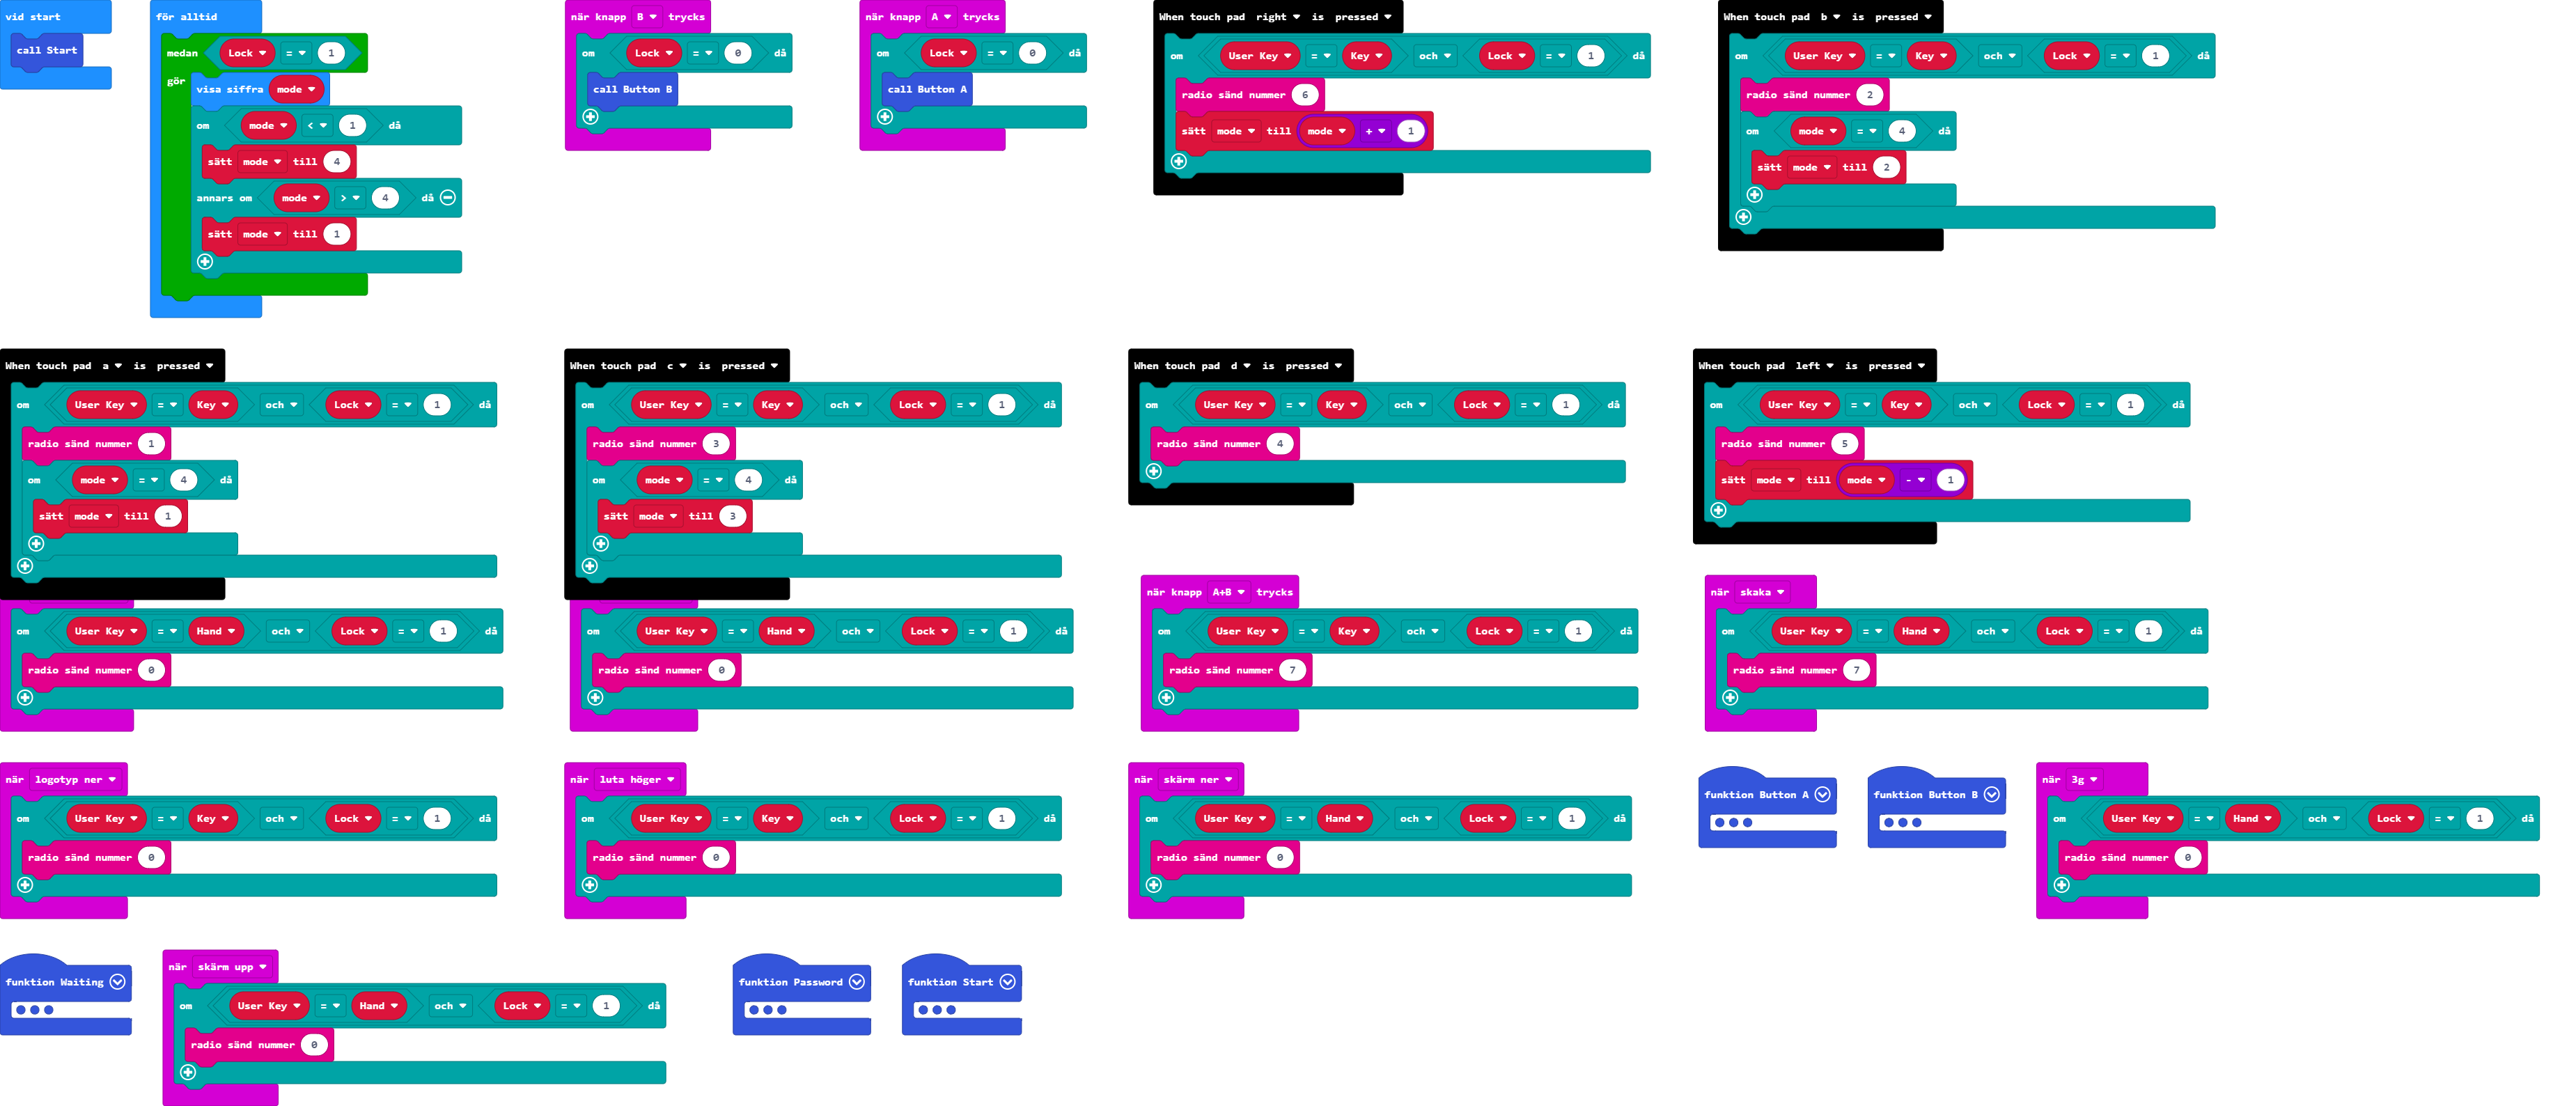 vid start
call Start
för alltid
medan Lock = 1
gör
visa siffra mode
om mode < 1 då
sätt mode till 4
annars om mode > 4 då
sätt mode till 1
när knapp B trycks
om Lock = 0 då
call Button B
när knapp A trycks
om Lock = 0 då
call Button A
When touch pad right is pressed
om User Key = Key och Lock = 1 då
radio sänd nummer 6
sätt mode till mode + 1
When touch pad b is pressed
om User Key = Key och Lock = 1 då
radio sänd nummer 2
om mode = 4 då
sätt mode till 2
When touch pad a is pressed
om User Key = Key och Lock = 1 då
radio sänd nummer 1
om mode = 4 då
sätt mode till 1
When touch pad c is pressed
om User Key = Key och Lock = 1 då
radio sänd nummer 3
om mode = 4 då
sätt mode till 3
When touch pad d is pressed
om User Key = Key och Lock = 1 då
radio sänd nummer 4
When touch pad left is pressed
om User Key = Key och Lock = 1 då
radio sänd nummer 5
sätt mode till mode - 1
om User Key = Hand och Lock = 1 då
radio sänd nummer 0
om User Key = Hand och Lock = 1 då
radio sänd nummer 0
när knapp A+B trycks
om User Key = Key och Lock = 1 då
radio sänd nummer 7
när skaka
om User Key = Hand och Lock = 1 då
radio sänd nummer 7
när logotyp ner
om User Key = Key och Lock = 1 då
radio sänd nummer 0
när luta höger
om User Key = Key och Lock = 1 då
radio sänd nummer 0
när skärm ner
om User Key = Hand och Lock = 1 då
radio sänd nummer 0
funktion Button A
funktion Button B
när 3g
om User Key = Hand och Lock = 1 då
radio sänd nummer 0
funktion Waiting
när skärm upp
om User Key = Hand och Lock = 1 då
radio sänd nummer 0
funktion Password
funktion Start